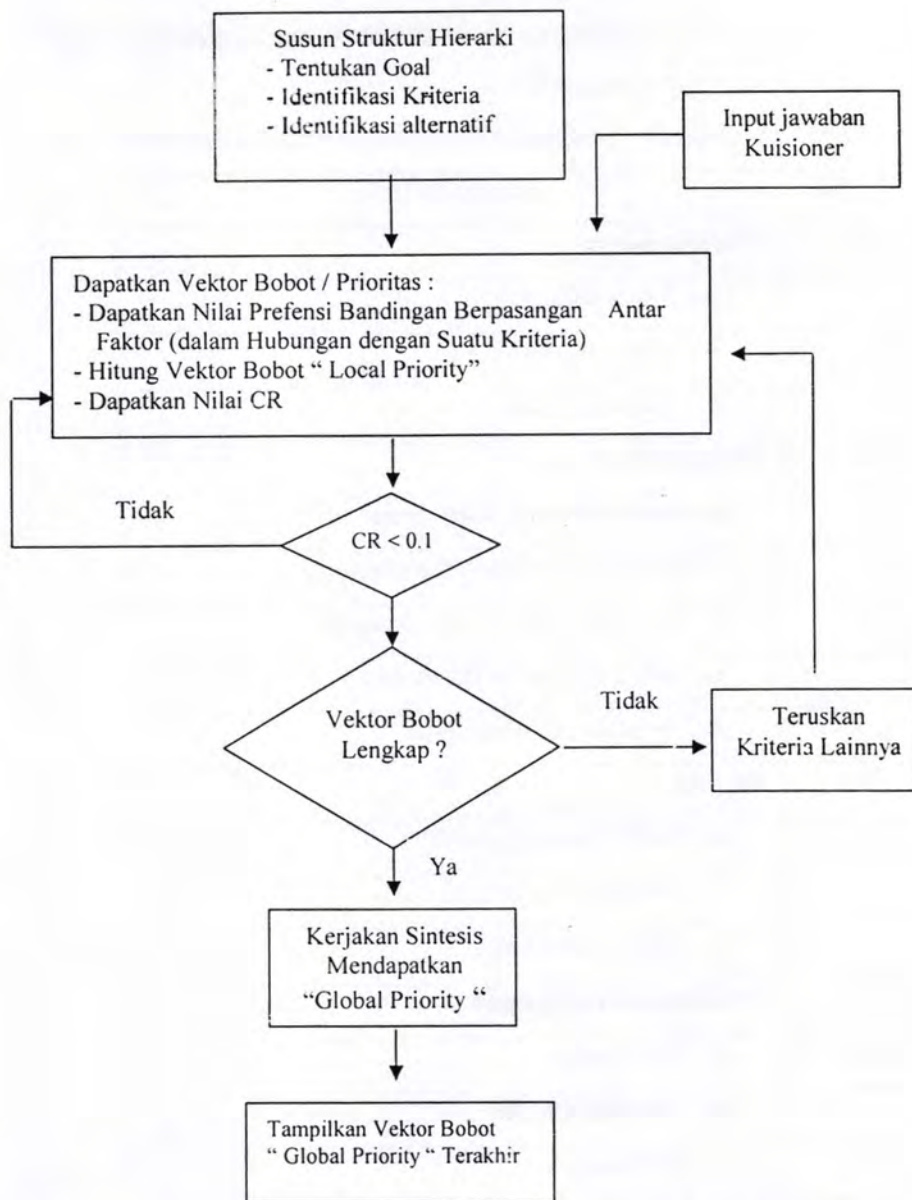 Susun Struktur Hierarki
- Tentukan Goal
- Identifikasi Kriteria
- Identifikasi alternatif
Input jawaban
Kuisioner
Dapatkan Vektor Bobot / Prioritas :
- Dapatkan Nilai Prefensi Bandingan Berpasangan Antar
Faktor (dalam Hubungan dengan Suatu Kriteria)
- Hitung Vektor Bobot “ Local Priority”
- Dapatkan Nilai CR
Tidak
CR < 0.1
Vektor Bobot
Lengkap ?
Tidak
Teruskan
Kriteria Lainnya
Ya
Kerjakan Sintesis
Mendapatkan
“Global Priority “
Tampilkan Vektor Bobot
“ Global Priority “ Terakhir